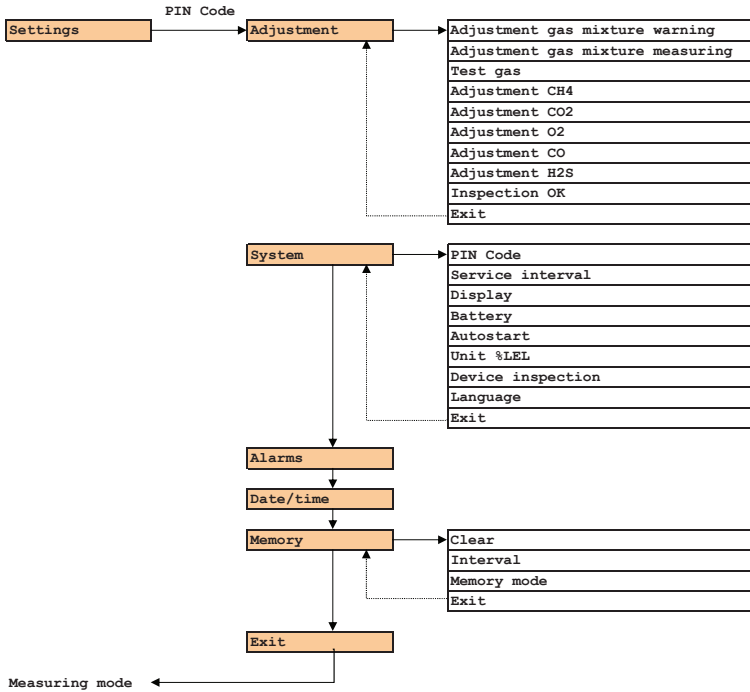 PIN Code
Settings
Adjustment
Adjustment gas mixture warning
Adjustment gas mixture measuring
Test gas
Adjustment CH4
Adjustment CO2
Adjustment O2
Adjustment CO
Adjustment H2S
Inspection OK
Exit
System
PIN Code
Service interval
Display
Battery
Autostart
Unit %LEL
Device inspection
Language
Exit
Alarms
Date/time
Memory
Clear
Interval
Memory mode
Exit
Exit
Measuring mode